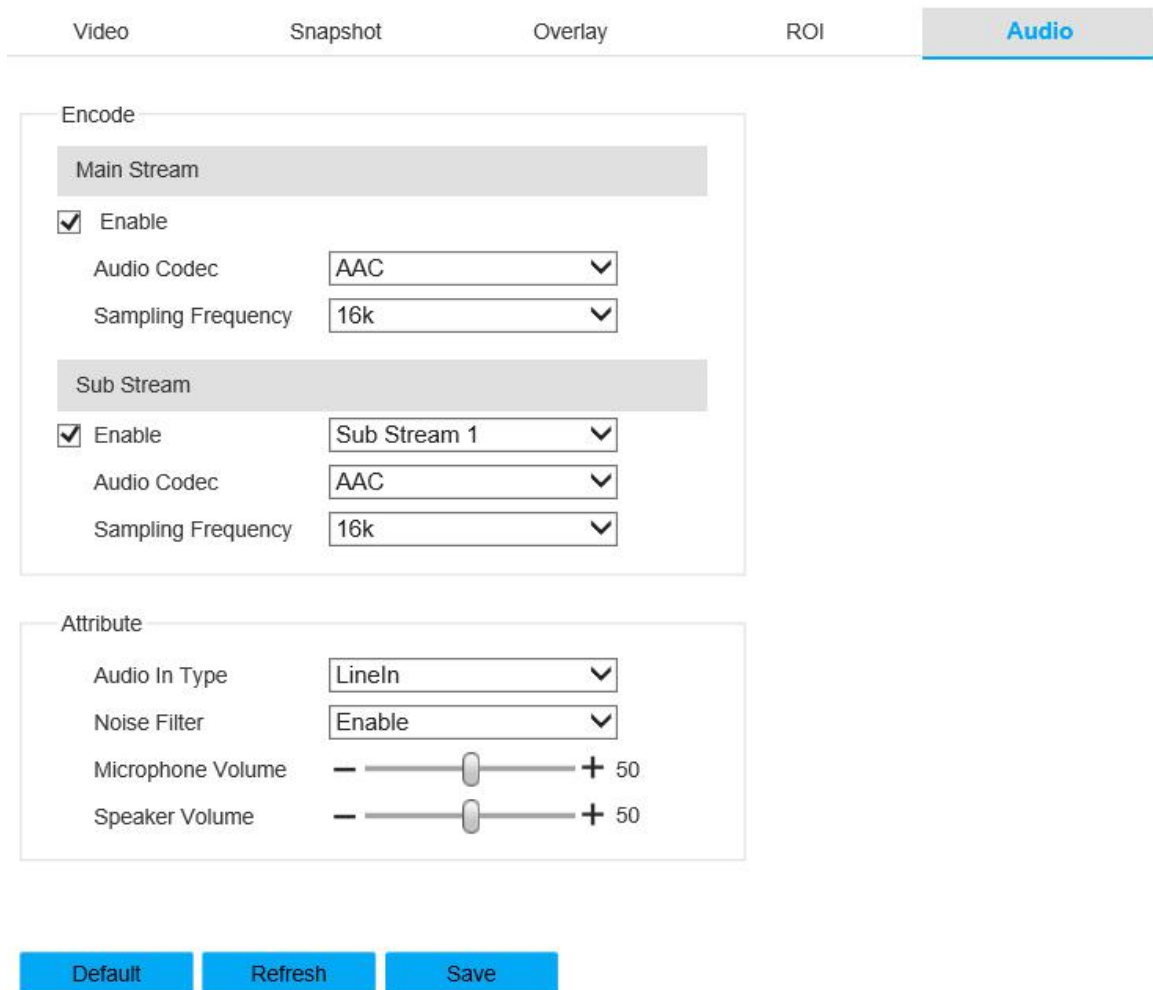 Video Snapshot Overlay ROI Audio
Encode
Main Stream
Enable
Audio Codec AAC
Sampling Frequency 16k
Sub Stream
Enable Sub Stream 1
Audio Codec AAC
Sampling Frequency 16k
Attribute
Audio In Type LineIn
Noise Filter Enable
Microphone Volume 50
Speaker Volume 50
Default Refresh Save